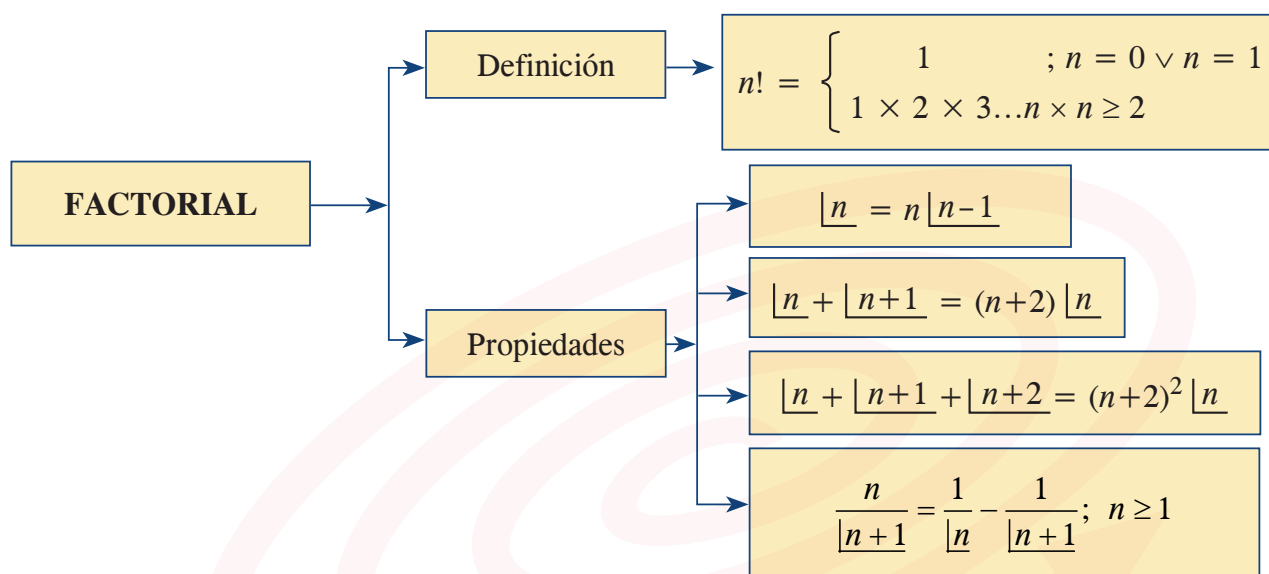 Definición
n! = { 1 ; n = 0 ∨ n = 1
1 × 2 × 3...n × n ≥ 2
FACTORIAL
⌊n = n⌊n−1
⌊n + ⌊n+1 = (n+2) ⌊n
Propiedades
⌊n + ⌊n+1 + ⌊n+2 = (n+2)² ⌊n
n/⌊n+1 = 1/⌊n − 1/⌊n+1; n ≥ 1